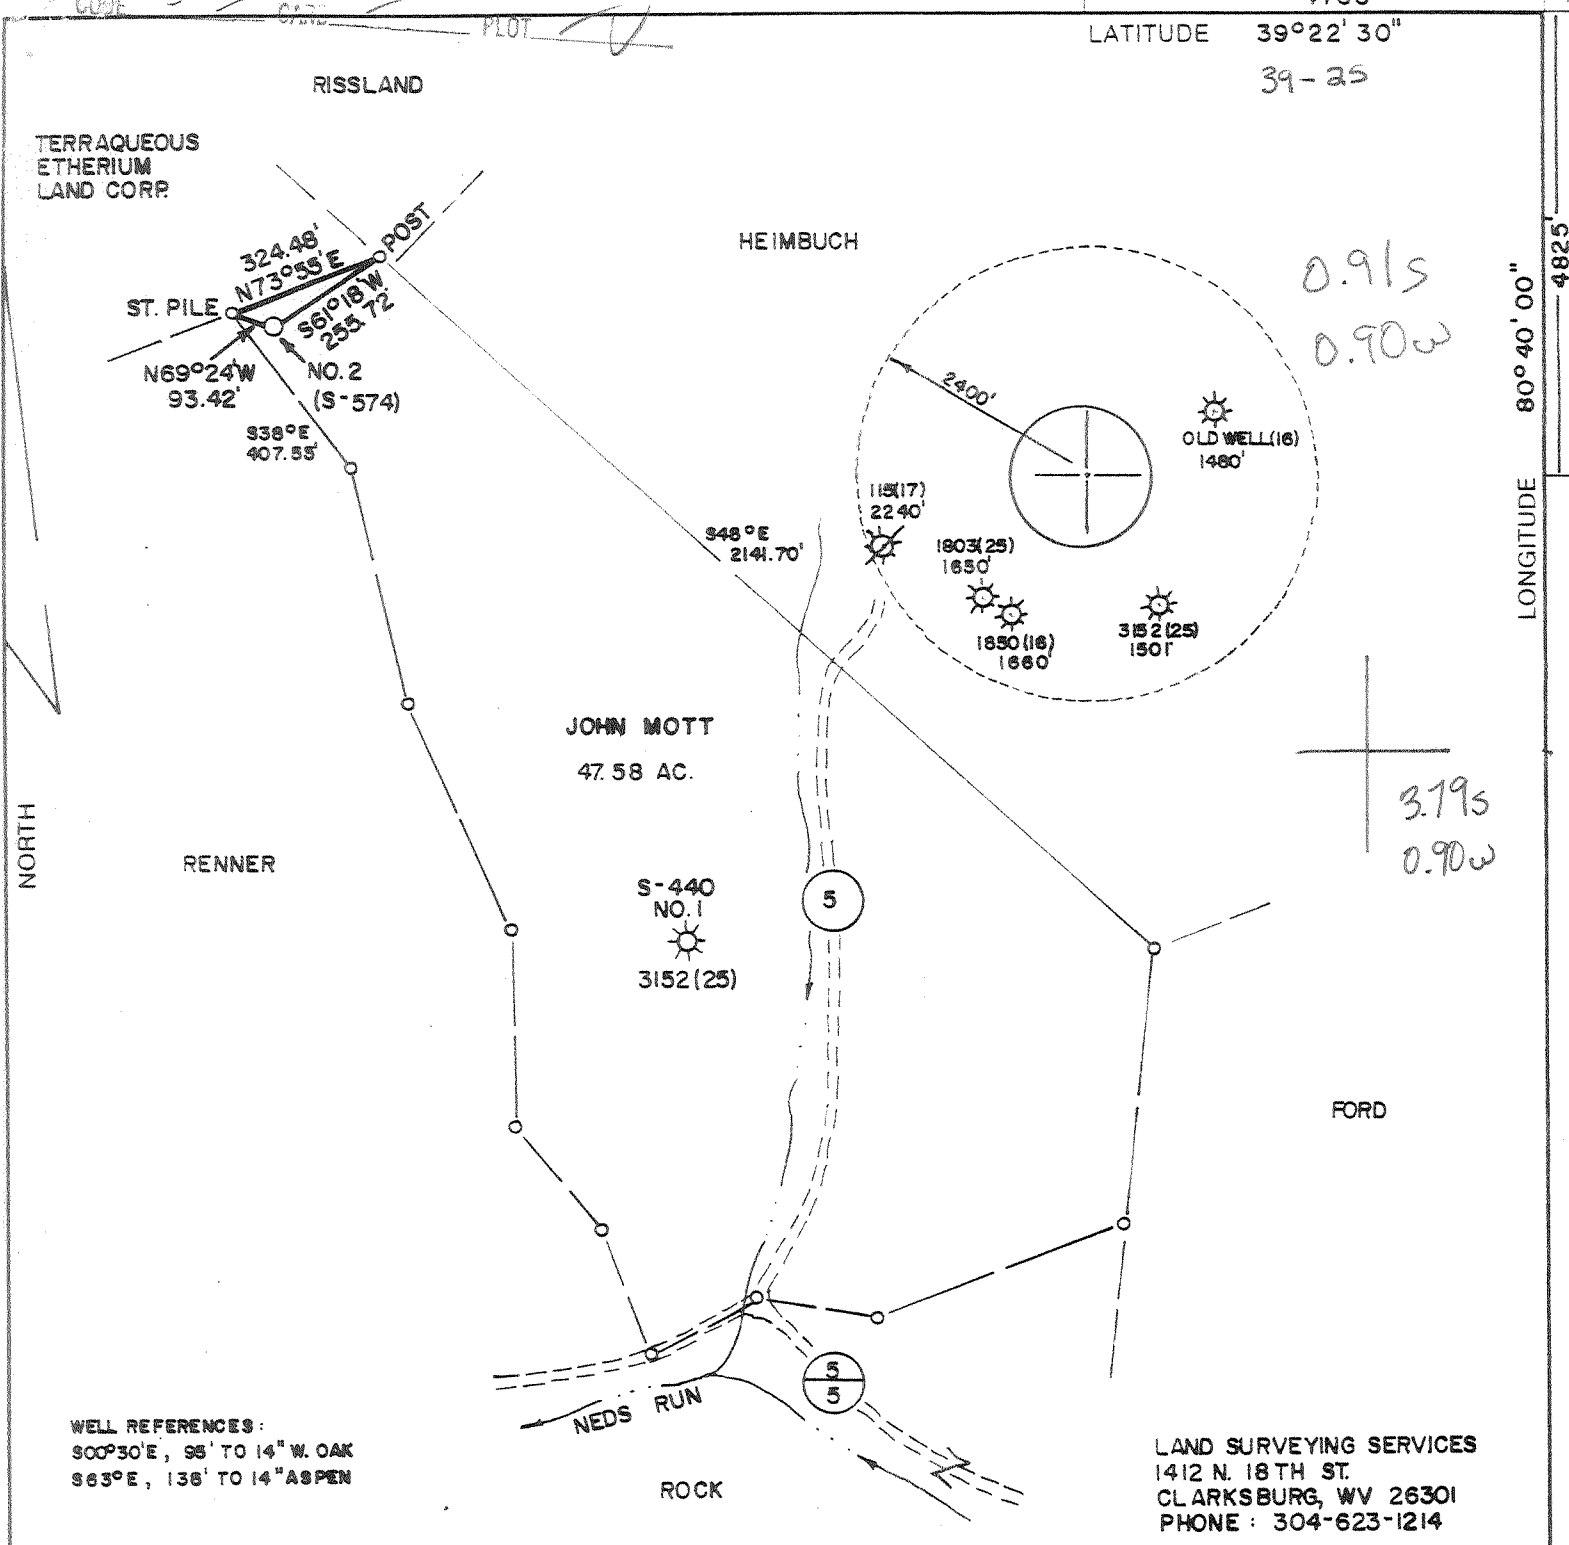 PLOT
LATITUDE 39°22'30"
39-25
RISSLAND
TERRAQUEOUS
ETHERIUM
LAND CORP.
HEIMBUCH
POST
324.48'
N73°55'E
ST. PILE
S61°18'W
255.72'
N69°24'W
93.42'
NO. 2
(S-574)
S38°E
407.55'
0.91s
0.90w
4825'
LONGITUDE 80°40'00"
2400'
OLD WELL(16)
1480'
115(17)
2240'
1803(25)
1650'
1850(16)
1660'
3152(25)
1501'
S48°E
2141.70'
JOHN MOTT
47.58 AC.
3.79s
0.90w
NORTH
RENNER
S-440
NO. 1
3152(25)
5
FORD
5
5
NEDS RUN
WELL REFERENCES:
S00°30'E, 95' TO 14" W. OAK
S63°E, 138' TO 14" ASPEN
ROCK
LAND SURVEYING SERVICES
1412 N. 18TH ST.
CLARKSBURG, WV 26301
PHONE: 304-623-1214